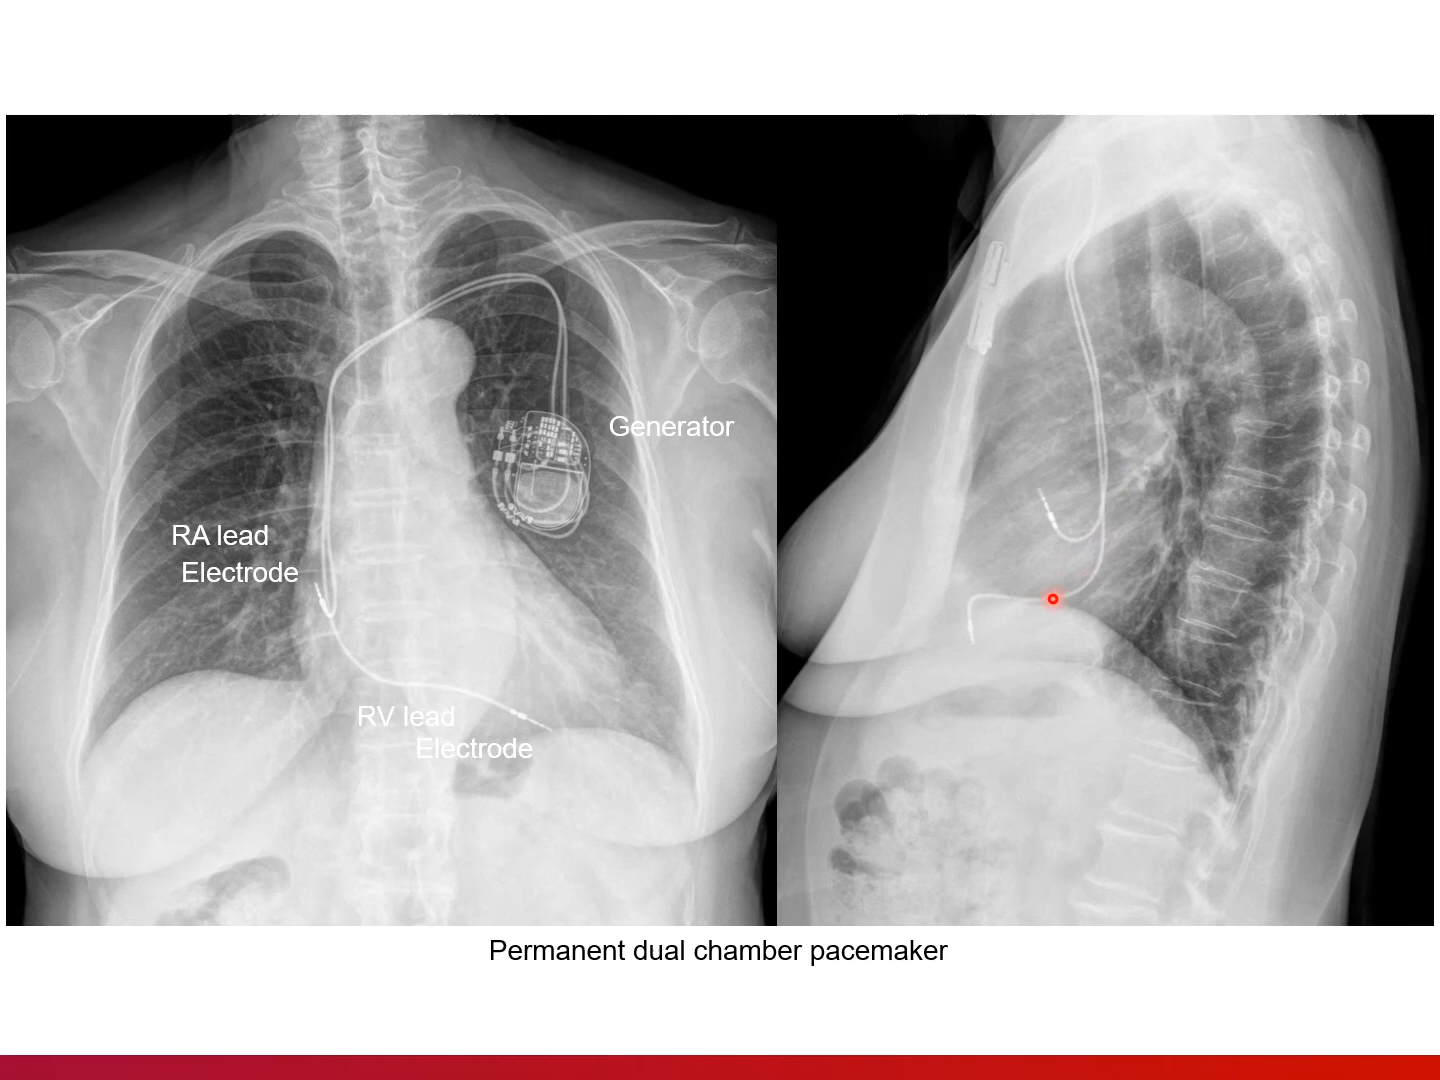 Generator
RA lead
Electrode
RV lead
Electrode
Permanent dual chamber pacemaker